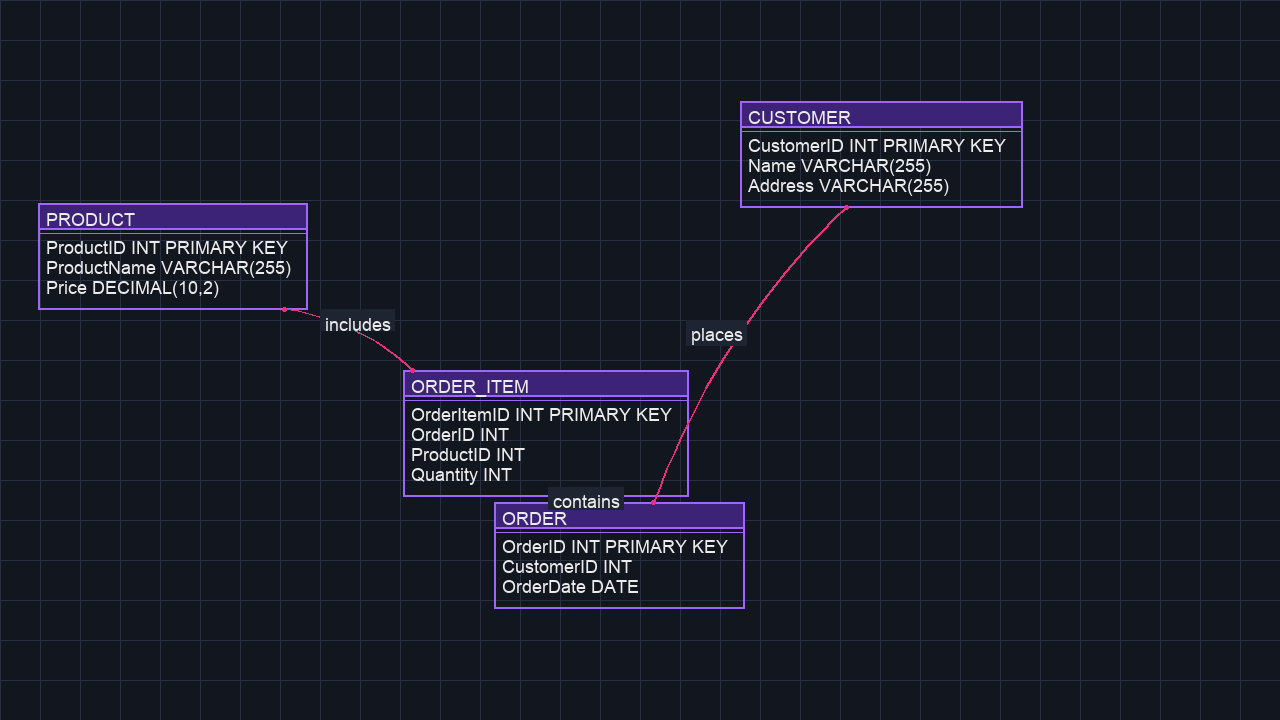 CUSTOMER
CustomerID INT PRIMARY KEY
Name VARCHAR(255)
Address VARCHAR(255)
PRODUCT
ProductID INT PRIMARY KEY
ProductName VARCHAR(255)
Price DECIMAL(10,2)
includes
places
ORDER_ITEM
OrderItemID INT PRIMARY KEY
OrderID INT
ProductID INT
Quantity INT
contains
ORDER
OrderID INT PRIMARY KEY
CustomerID INT
OrderDate DATE